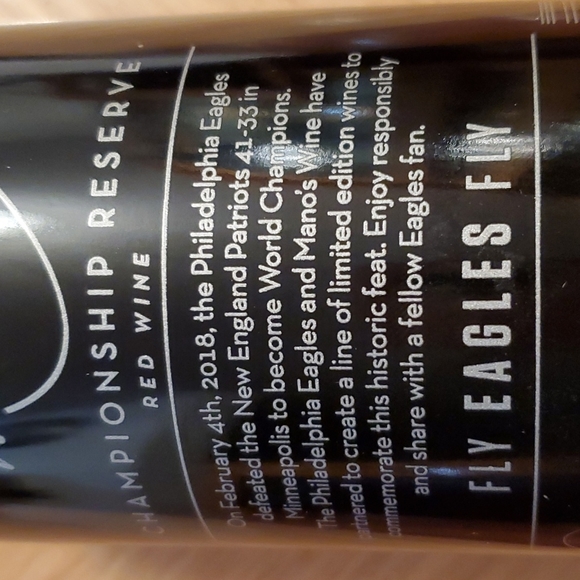 CHAMPIONSHIP RESERVE
RED WINE
On February 4th, 2018, the Philadelphia Eagles
defeated the New England Patriots 41-33 in
Minneapolis to become World Champions.
The Philadelphia Eagles and Mano's Wine have
partnered to create a line of limited edition wines to
commemorate this historic feat. Enjoy responsibly
and share with a fellow Eagles fan.
FLY EAGLES FLY